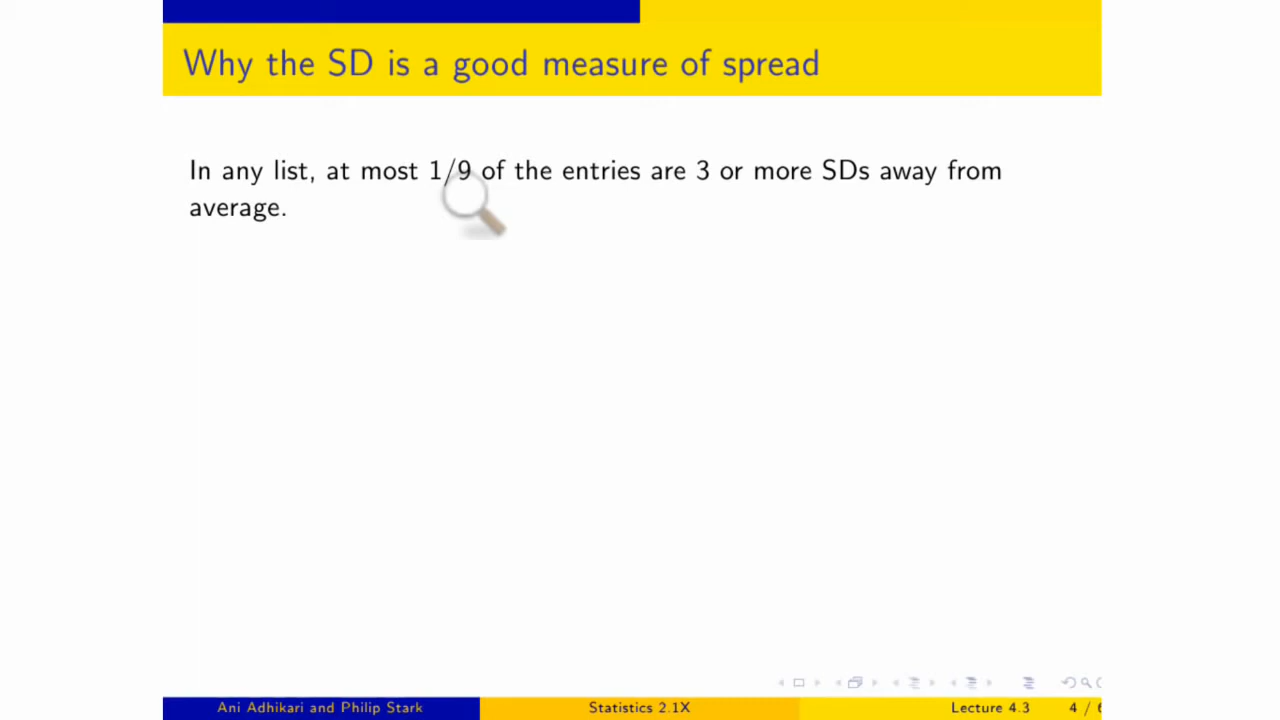 Why the SD is a good measure of spread
In any list, at most 1/9 of the entries are 3 or more SDs away from
average.
Ani Adhikari and Philip Stark
Statistics 2.1X
Lecture 4.3
4 / 6